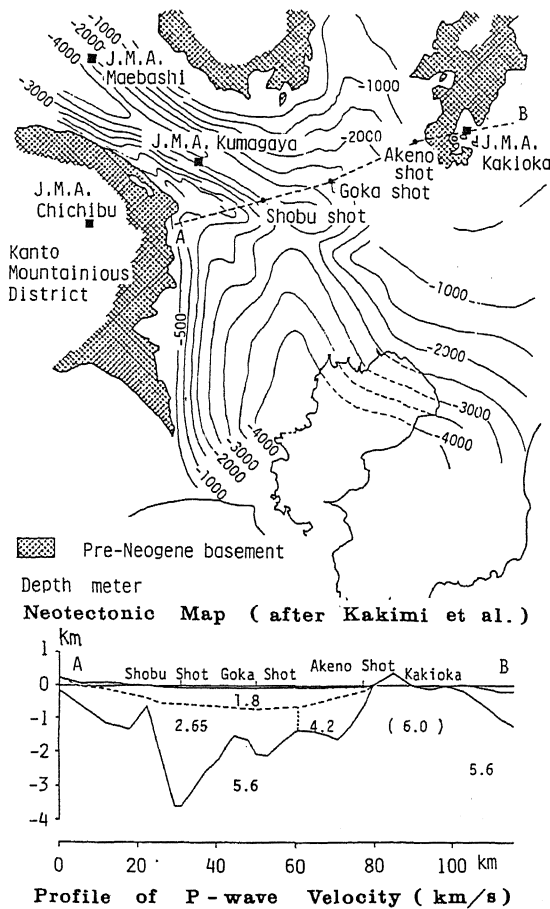 -1000
-2000
-4000
J.M.A.
Maebashi
-3000
-1000
J.M.A. Kumagaya
-2000
B
Akeno
shot
J.M.A.
Kakioka
Goka shot
J.M.A.
Chichibu
Shobu shot
A
Kanto
Mountainious
District
-500
-1000
-2000
-3000
-4000
-4000
-3000
-2000
-1000
Pre-Neogene basement
Depth meter
Neotectonic Map ( after Kakimi et al. )
Km
1
0
-1
-2
-3
-4
A
Shobu Shot Goka Shot Akeno Shot Kakioka B
1.8
2.65
4.2
( 6.0 )
5.6
5.6
0 20 40 60 80 100 km
Profile of P - wave Velocity ( km/s )